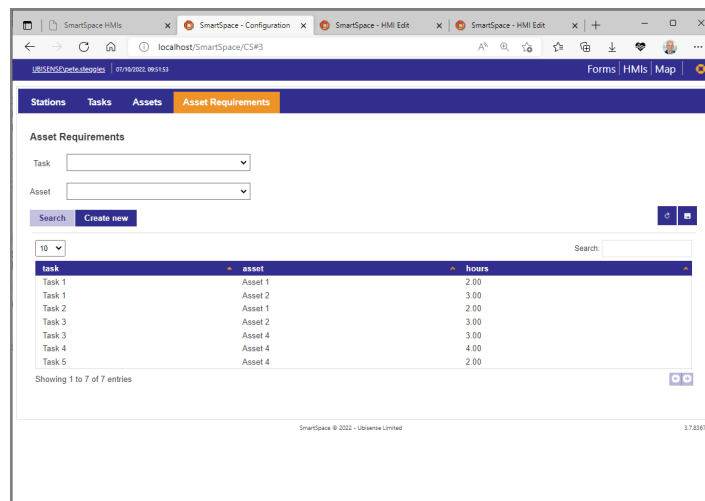 SmartSpace HMIs
SmartSpace - Configuration
SmartSpace - HMI Edit
SmartSpace - HMI Edit
localhost/SmartSpace/CS#3
UBISENSE\pete.steggles 07/10/2022, 09:51:53
Forms HMIs Map
Stations Tasks Assets Asset Requirements
Asset Requirements
Task
Asset
Search Create new
10
Search:
task asset hours
Task 1 Asset 1 2.00
Task 1 Asset 2 3.00
Task 2 Asset 1 2.00
Task 3 Asset 2 3.00
Task 3 Asset 4 3.00
Task 4 Asset 4 4.00
Task 5 Asset 4 2.00
Showing 1 to 7 of 7 entries
SmartSpace © 2022 - Ubisense Limited